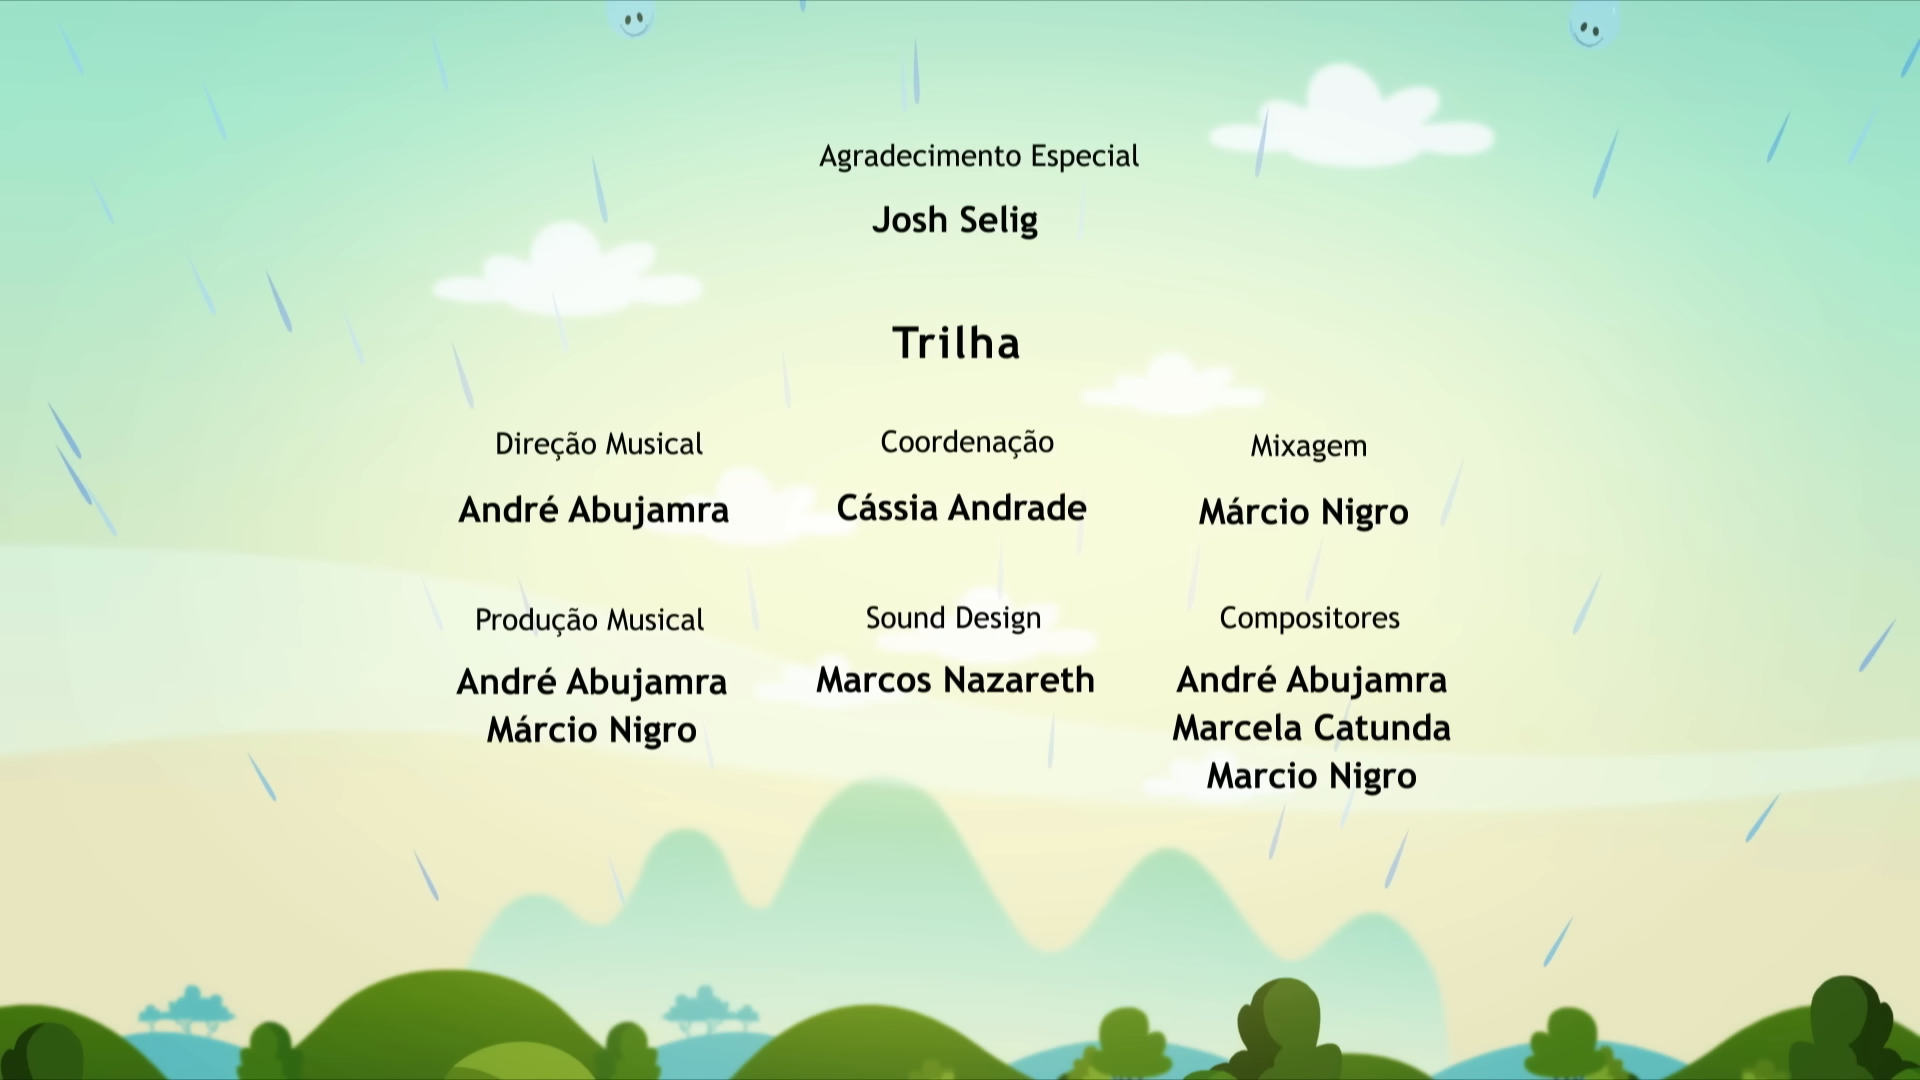 Agradecimento Especial
Josh Selig
Trilha
Direção Musical
André Abujamra
Coordenação
Cássia Andrade
Mixagem
Márcio Nigro
Produção Musical
André Abujamra
Márcio Nigro
Sound Design
Marcos Nazareth
Compositores
André Abujamra
Marcela Catunda
Marcio Nigro